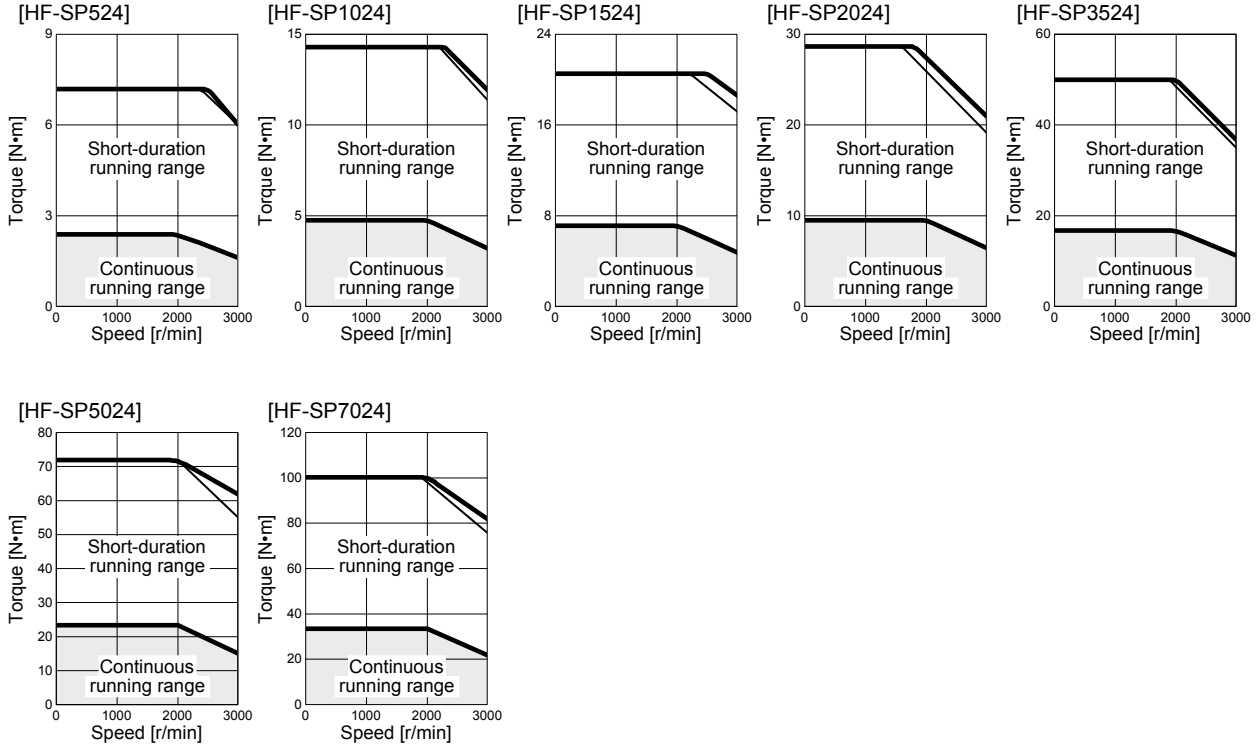 [HF-SP524]
9
6
3
0
Torque [N•m]
Short-duration
running range
Continuous
running range
0 1000 2000 3000
Speed [r/min]
[HF-SP1024]
15
10
5
0
Torque [N•m]
Short-duration
running range
Continuous
running range
0 1000 2000 3000
Speed [r/min]
[HF-SP1524]
24
16
8
0
Torque [N•m]
Short-duration
running range
Continuous
running range
0 1000 2000 3000
Speed [r/min]
[HF-SP2024]
30
20
10
0
Torque [N•m]
Short-duration
running range
Continuous
running range
0 1000 2000 3000
Speed [r/min]
[HF-SP3524]
60
40
20
0
Torque [N•m]
Short-duration
running range
Continuous
running range
0 1000 2000 3000
Speed [r/min]
[HF-SP5024]
80
70
60
50
40
30
20
10
0
Torque [N•m]
Short-duration
running range
Continuous
running range
0 1000 2000 3000
Speed [r/min]
[HF-SP7024]
120
100
80
60
40
20
0
Torque [N•m]
Short-duration
running range
Continuous
running range
0 1000 2000 3000
Speed [r/min]